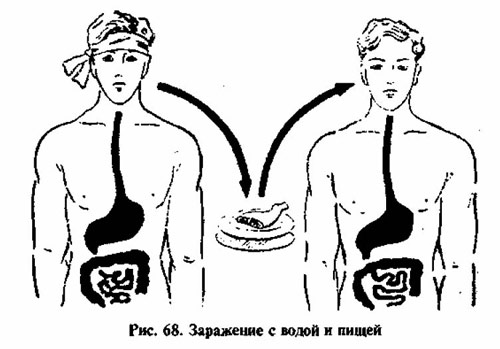 Рис. 68. Заражение с водой и пищей